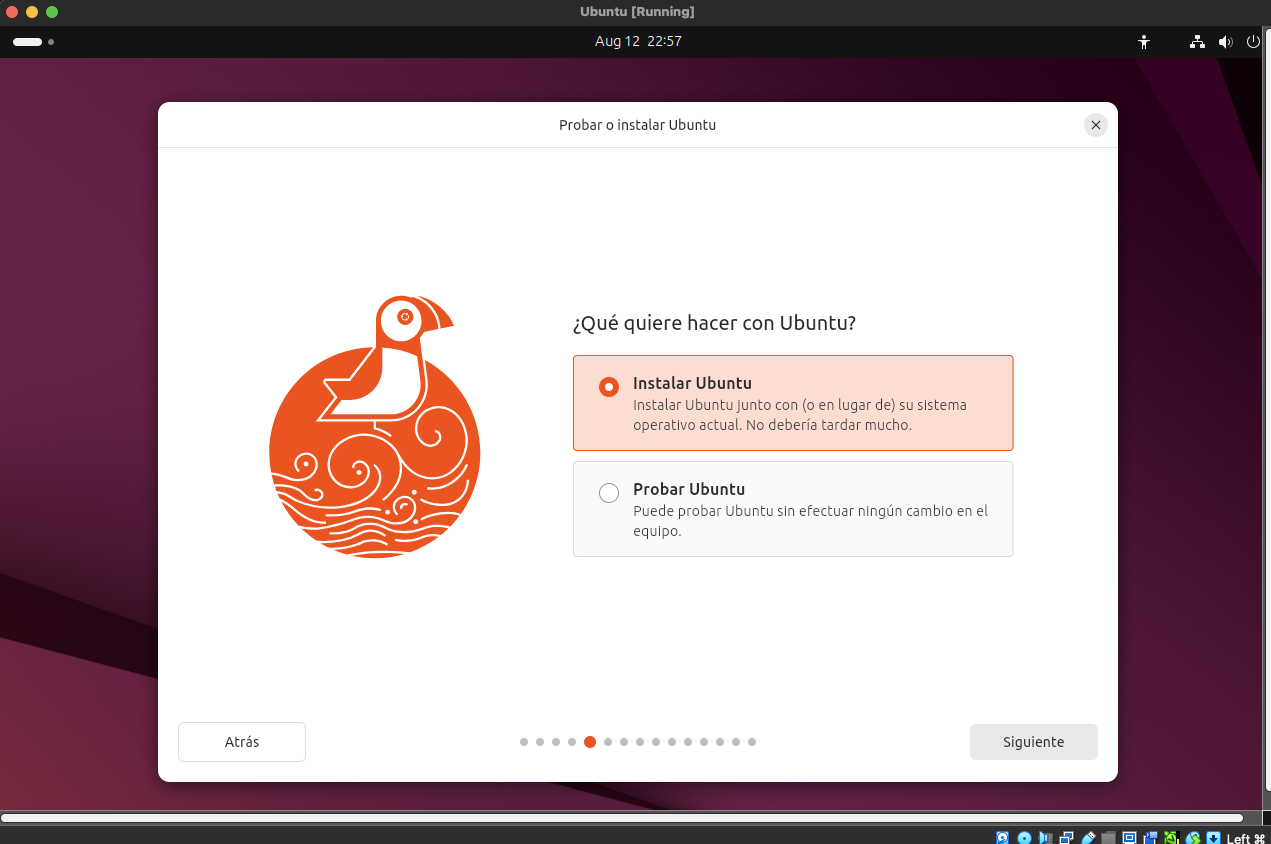 Ubuntu [Running]
Aug 12 22:57
Probar o instalar Ubuntu
¿Qué quiere hacer con Ubuntu?
Instalar Ubuntu
Instalar Ubuntu junto con (o en lugar de) su sistema
operativo actual. No debería tardar mucho.
Probar Ubuntu
Puede probar Ubuntu sin efectuar ningún cambio en el
equipo.
Atrás
Siguiente
Left ⌘